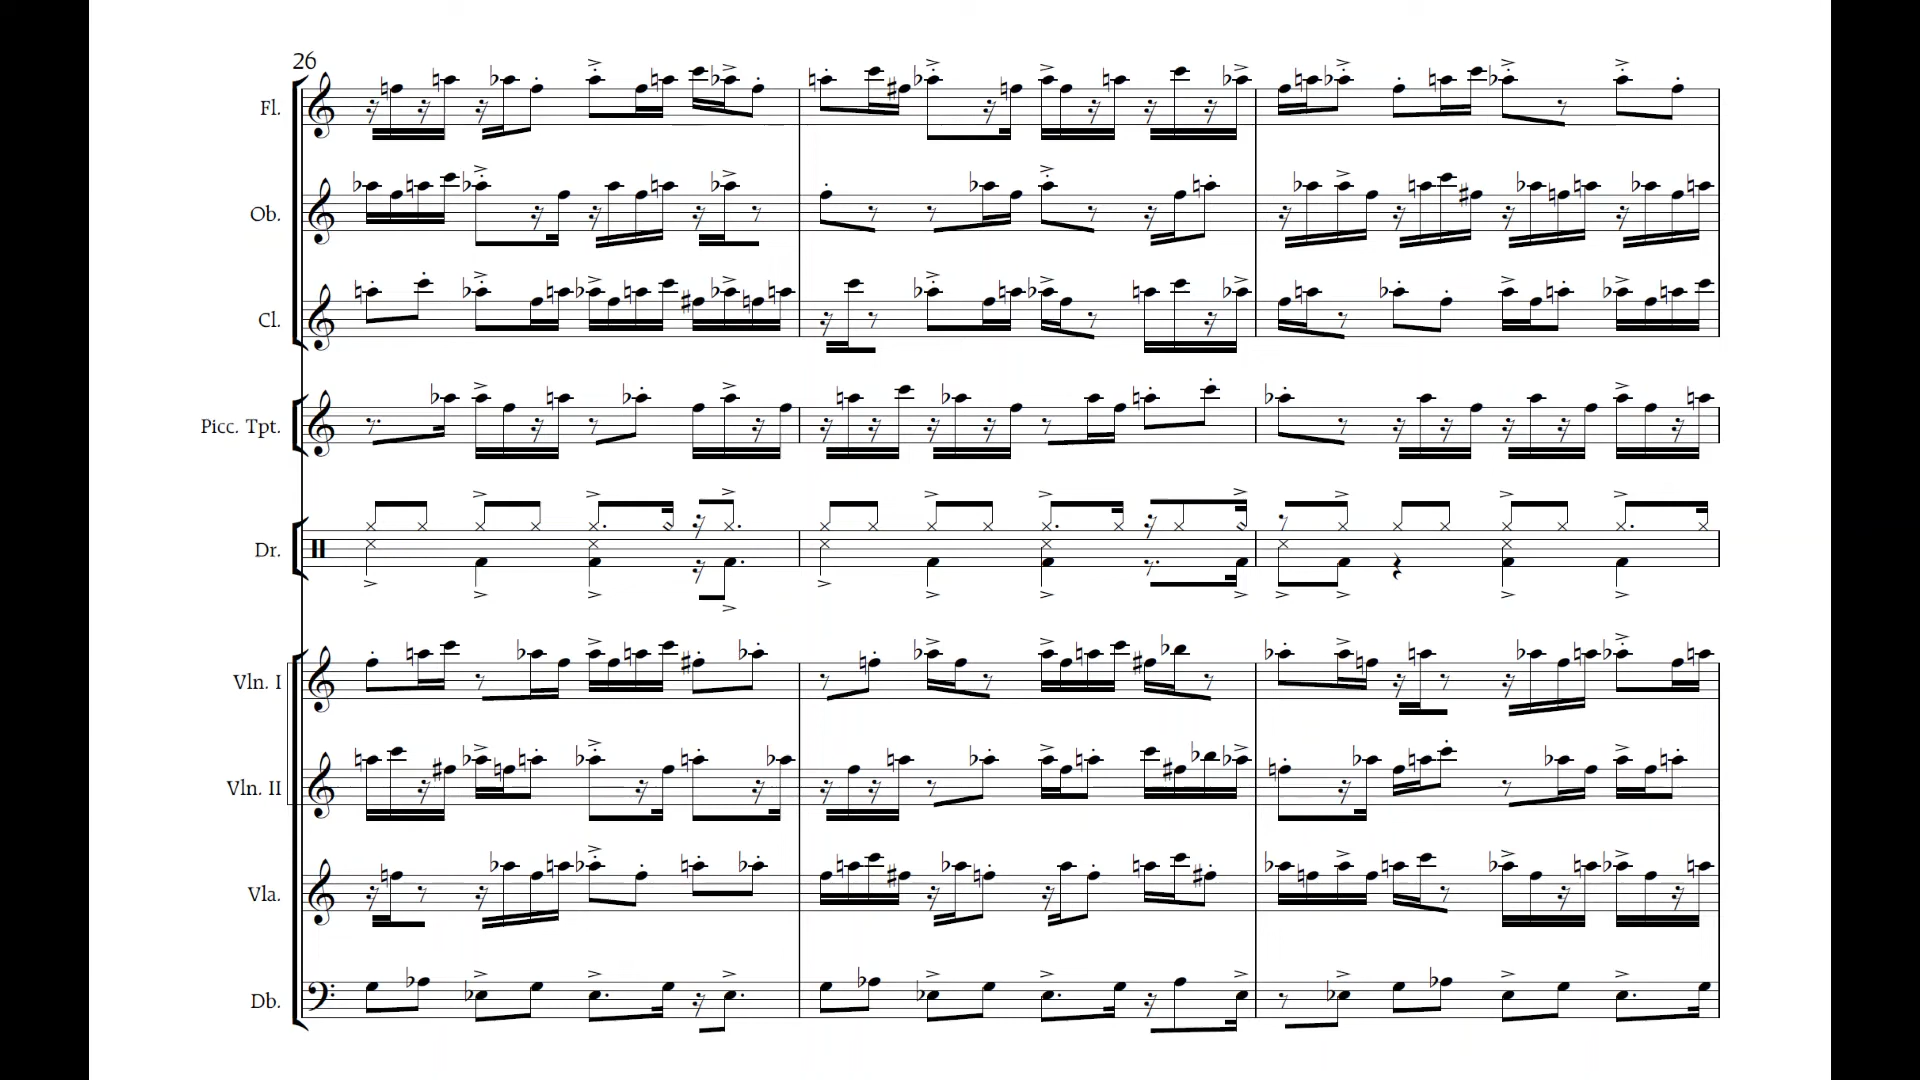 26
Fl.
Ob.
Cl.
Picc. Tpt.
Dr.
Vln. I
Vln. II
Vla.
Db.